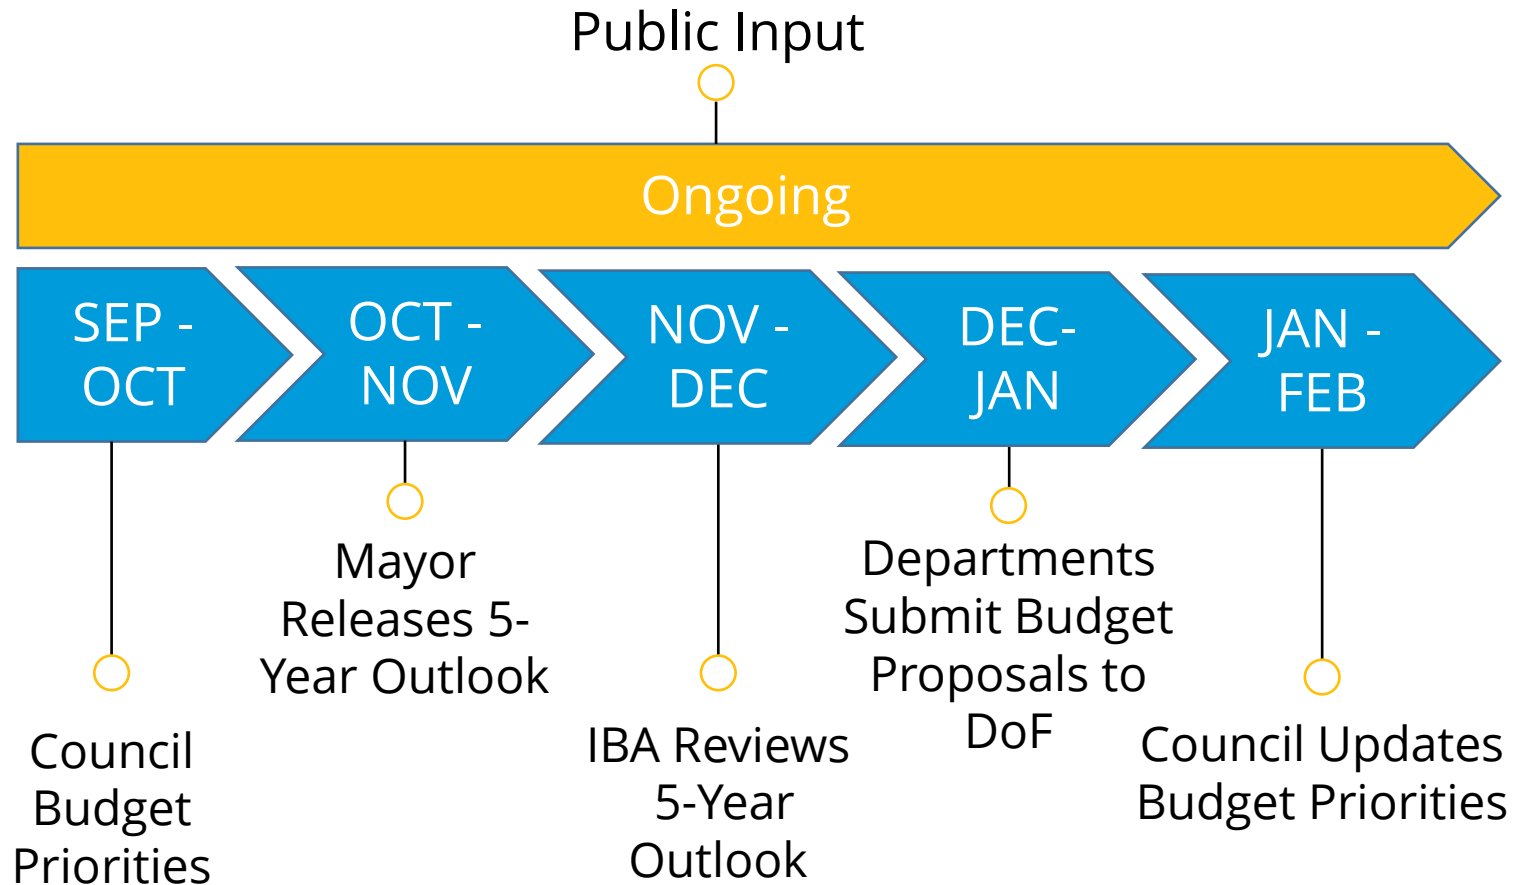 Public Input
Ongoing
SEP -
OCT
OCT -
NOV
NOV -
DEC
DEC-
JAN
JAN -
FEB
Council
Budget
Priorities
Mayor
Releases 5-
Year Outlook
IBA Reviews
5-Year
Outlook
Departments
Submit Budget
Proposals to
DoF
Council Updates
Budget Priorities